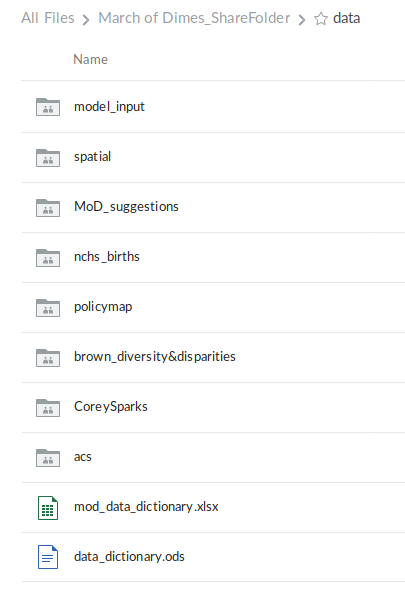 All Files > March of Dimes_ShareFolder > data
Name
model_input
spatial
MoD_suggestions
nchs_births
policymap
brown_diversity&disparities
CoreySparks
acs
mod_data_dictionary.xlsx
data_dictionary.ods